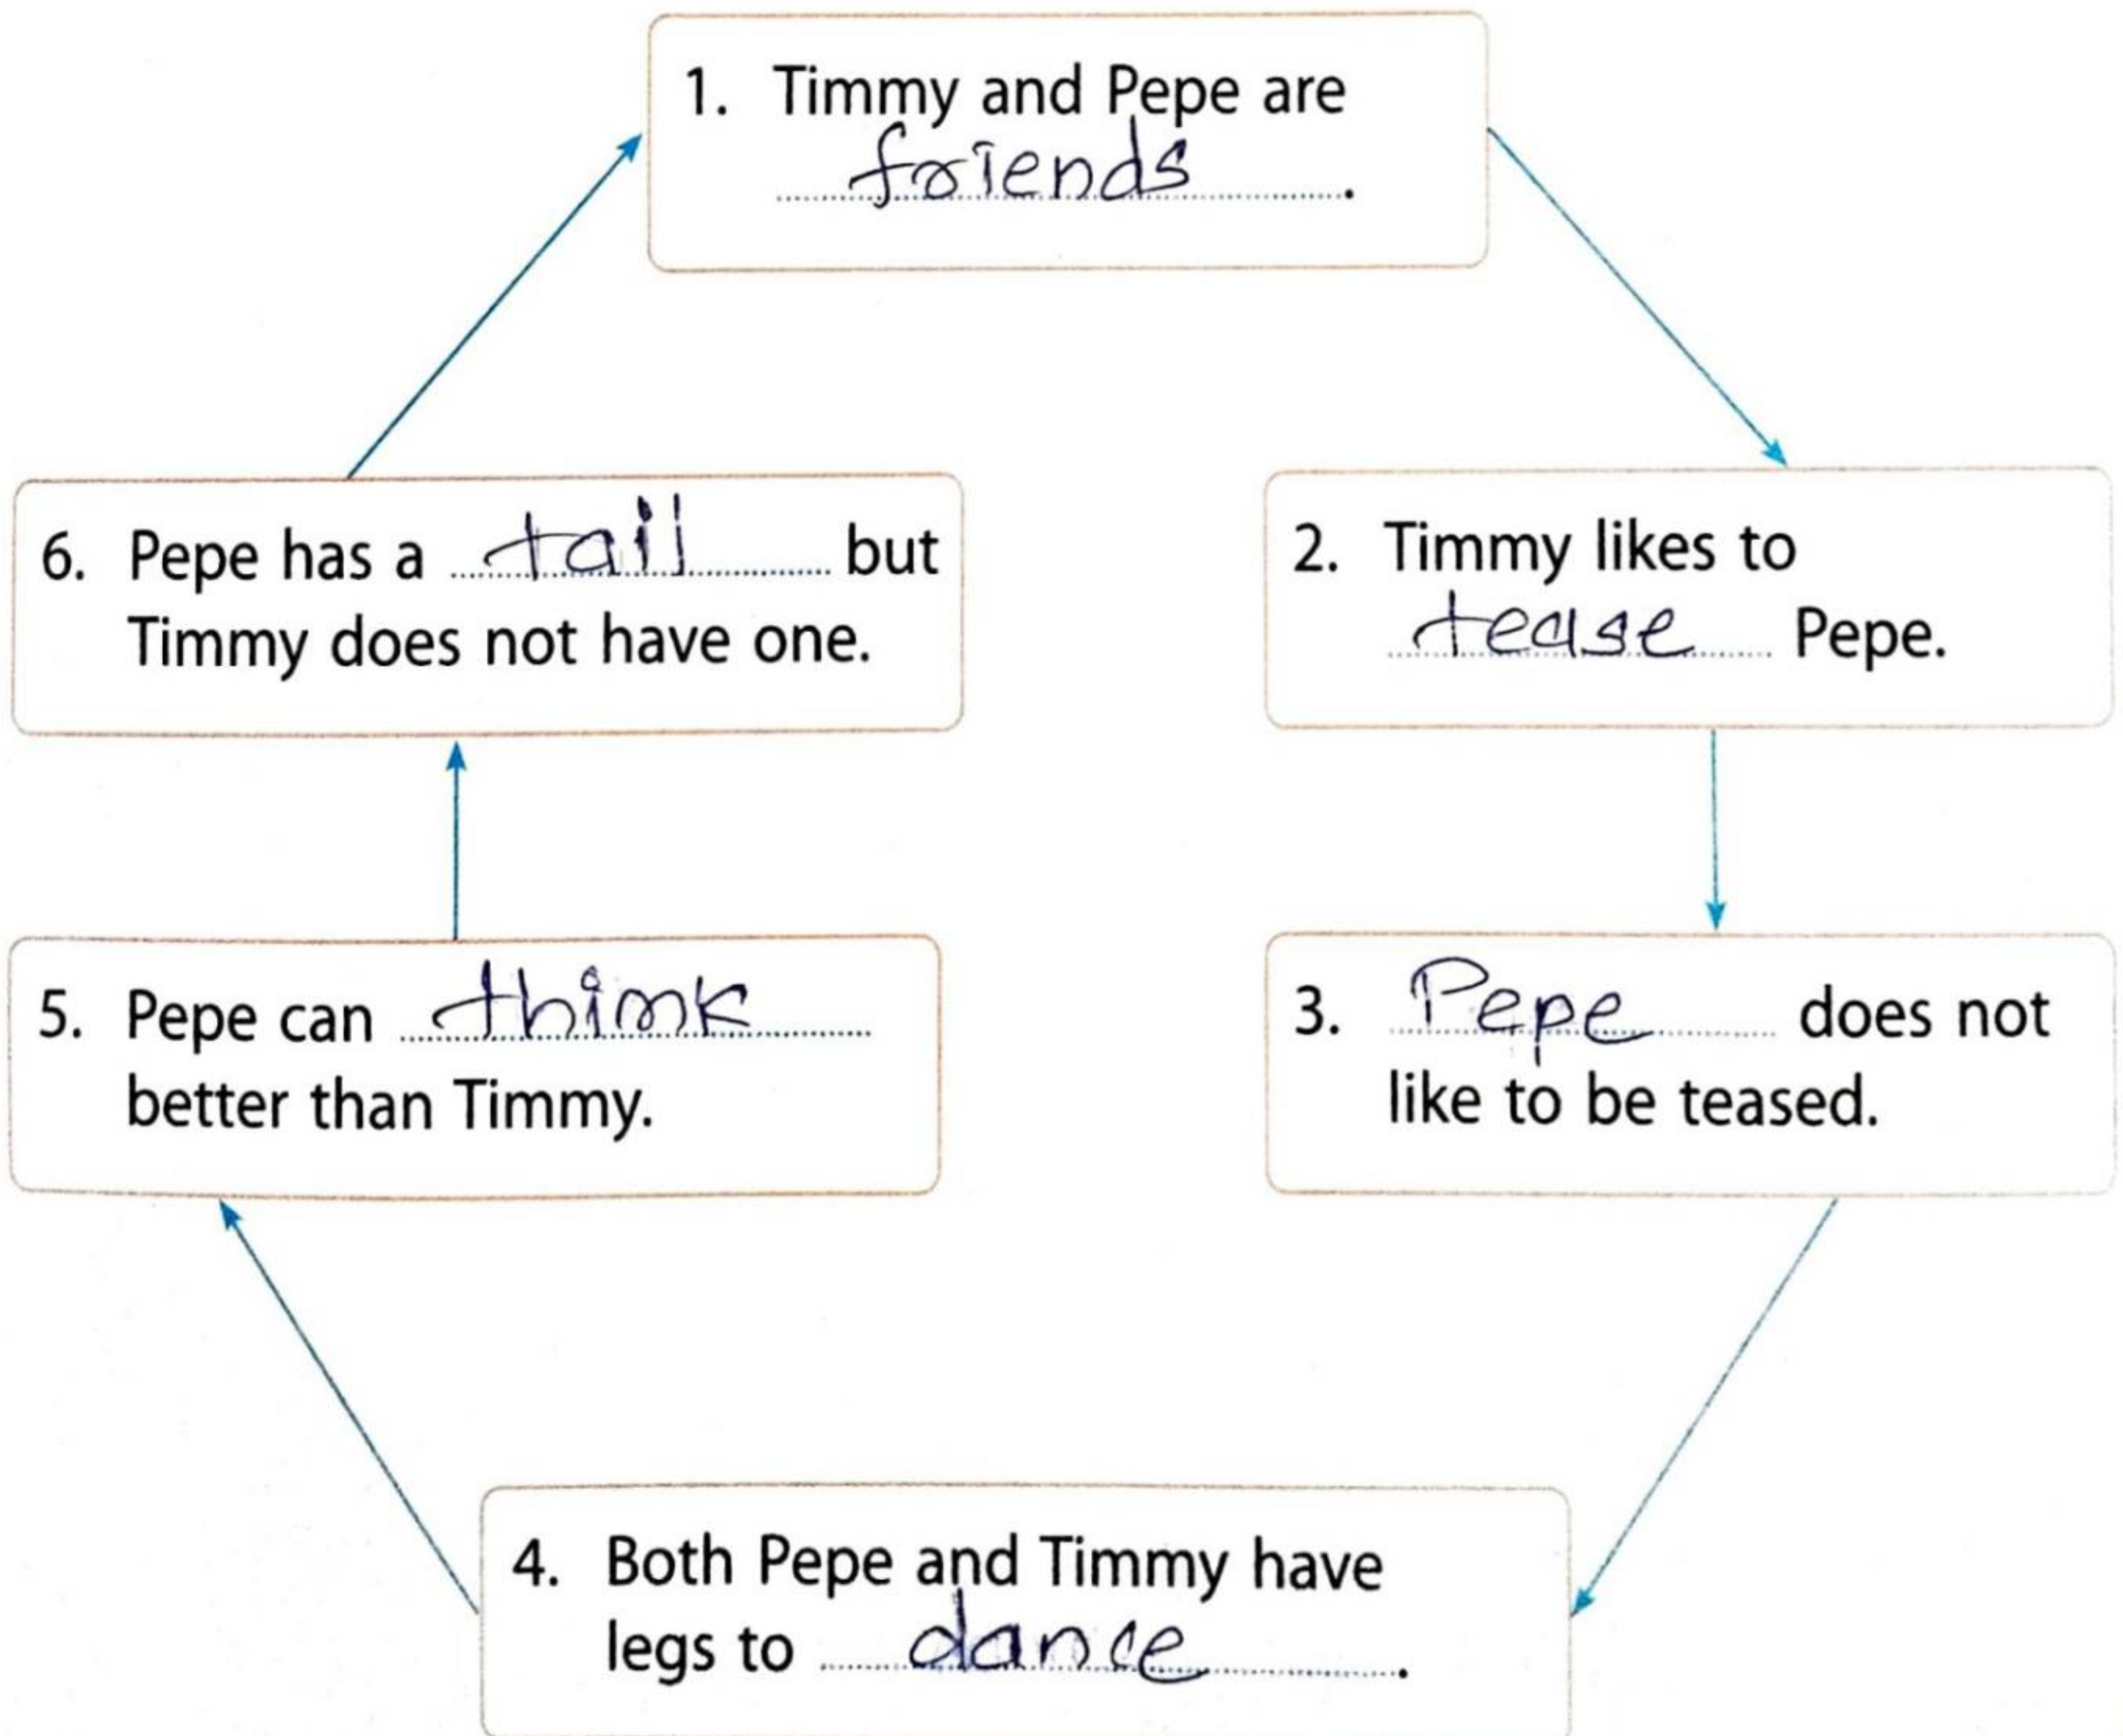 1. Timmy and Pepe are
friends.
2. Timmy likes to
tease Pepe.
3. Pepe does not
like to be teased.
4. Both Pepe and Timmy have
legs to dance.
5. Pepe can think
better than Timmy.
6. Pepe has a tail but
Timmy does not have one.